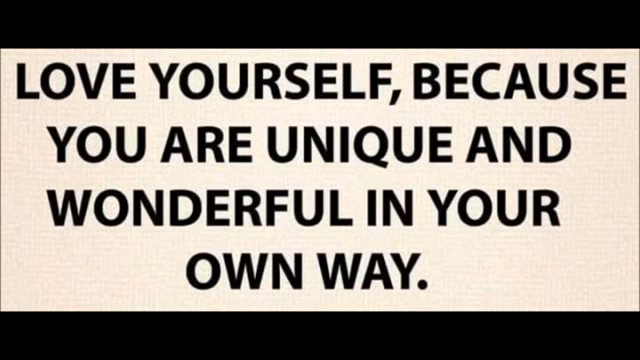 LOVE YOURSELF, BECAUSE
YOU ARE UNIQUE AND
WONDERFUL IN YOUR
OWN WAY.